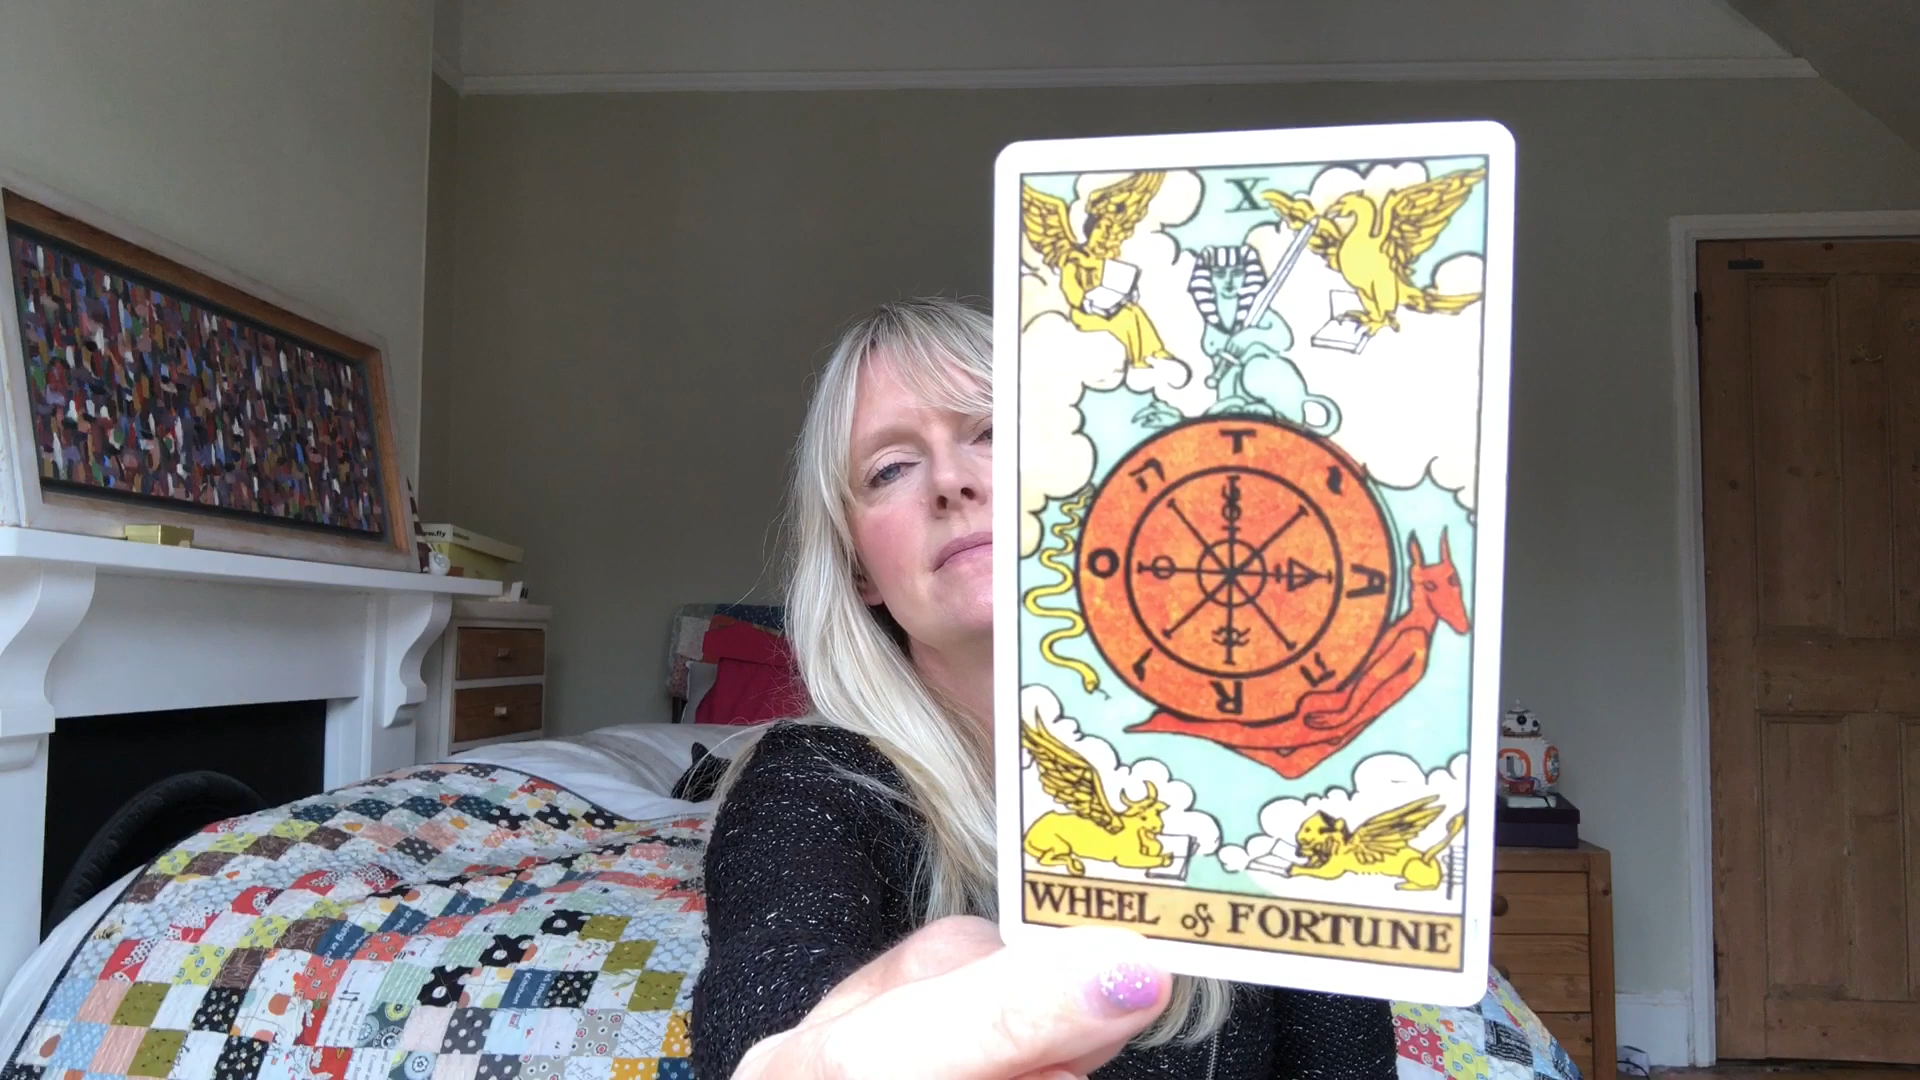 X
T
ה י
O A
ו ה
R
WHEEL of FORTUNE